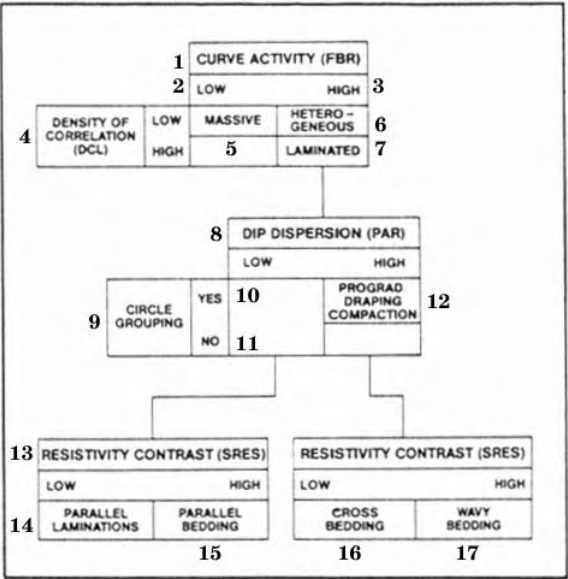 1 CURVE ACTIVITY (FBR)
2 LOW HIGH 3
4 DENSITY OF CORRELATION (DCL)
LOW MASSIVE HETERO-GENEOUS 6
HIGH 5 LAMINATED 7
8 DIP DISPERSION (PAR)
LOW HIGH
9 CIRCLE GROUPING
YES 10 PROGRAD DRAPING COMPACTION 12
NO 11
13 RESISTIVITY CONTRAST (SRES)
LOW HIGH
14 PARALLEL LAMINATIONS PARALLEL BEDDING
15
RESISTIVITY CONTRAST (SRES)
LOW HIGH
CROSS BEDDING WAVY BEDDING
16 17